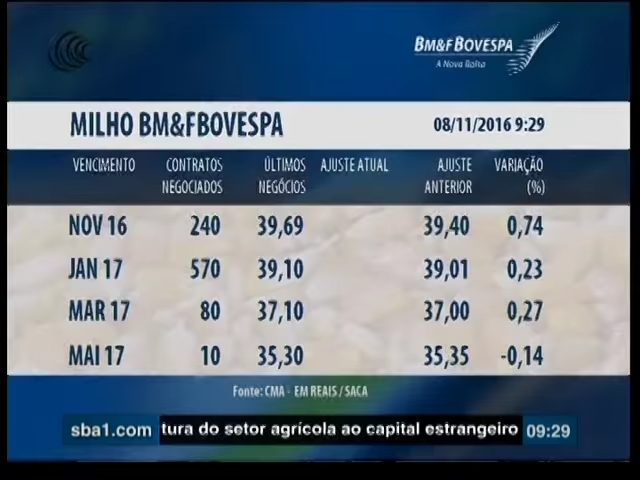 BM&FBOVESPA
A Nova Bolsa
MILHO BM&FBOVESPA 08/11/2016 9:29
VENCIMENTO CONTRATOS NEGOCIADOS ÚLTIMOS NEGÓCIOS AJUSTE ATUAL AJUSTE ANTERIOR VARIAÇÃO (%)
NOV 16 240 39,69 39,40 0,74
JAN 17 570 39,10 39,01 0,23
MAR 17 80 37,10 37,00 0,27
MAI 17 10 35,30 35,35 -0,14
Fonte: CMA - EM REAIS / SACA
sba1.com tura do setor agrícola ao capital estrangeiro 09:29